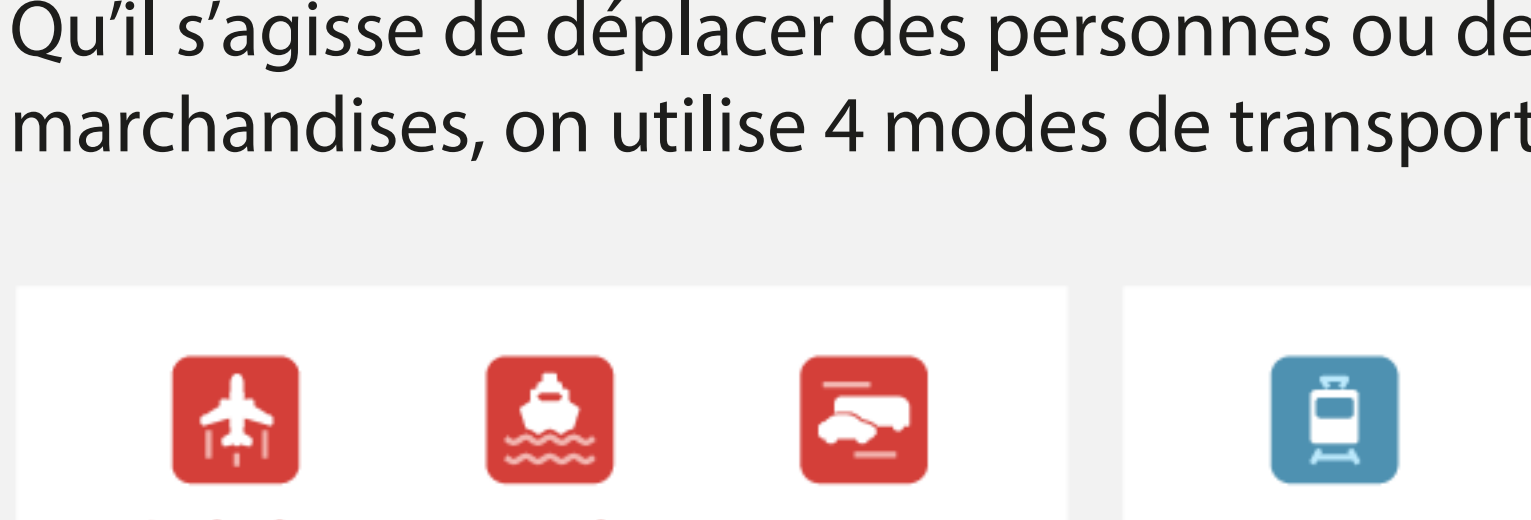 Qu’il s’agisse de déplacer des personnes ou de
marchandises, on utilise 4 modes de transport